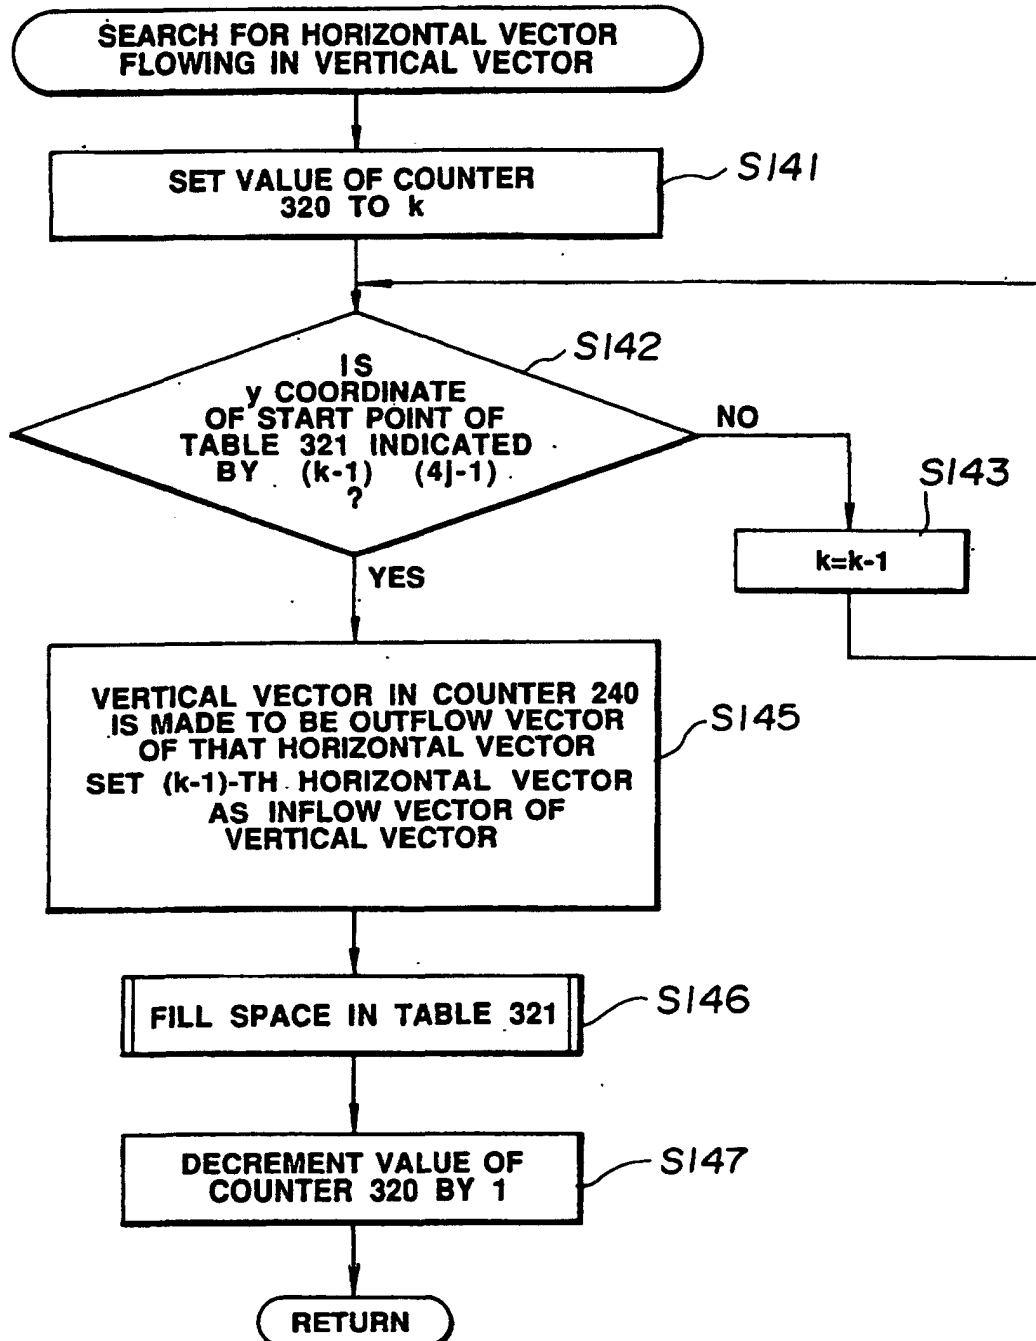 SEARCH FOR HORIZONTAL VECTOR
FLOWING IN VERTICAL VECTOR
SET VALUE OF COUNTER
320 TO k
S141
IS
y COORDINATE
OF START POINT OF
TABLE 321 INDICATED
BY (k-1) (4j-1)
?
S142
NO
S143
k=k-1
YES
VERTICAL VECTOR IN COUNTER 240
IS MADE TO BE OUTFLOW VECTOR
OF THAT HORIZONTAL VECTOR
SET (k-1)-TH HORIZONTAL VECTOR
AS INFLOW VECTOR OF
VERTICAL VECTOR
S145
FILL SPACE IN TABLE 321
S146
DECREMENT VALUE OF
COUNTER 320 BY 1
S147
RETURN